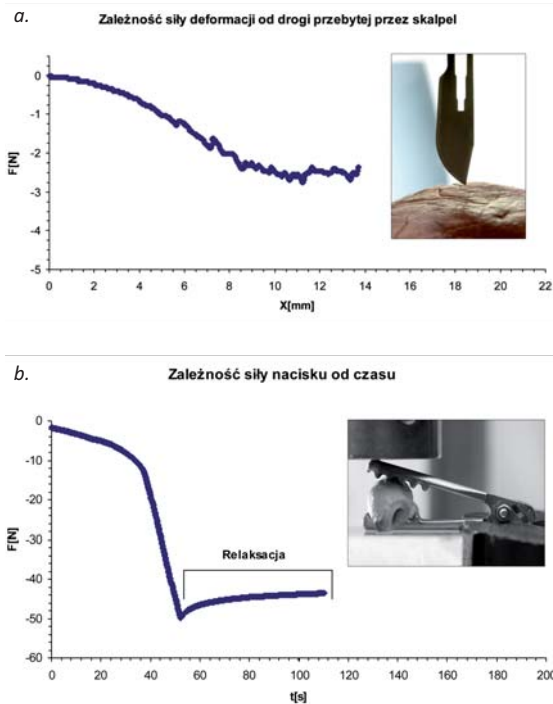 a.
Zależność siły deformacji od drogi przebytej przez skalpel
0
-1
-2
-3
-4
-5
F[N]
0 2 4 6 8 10 12 14 16 18 20 22
X[mm]
b.
Zależność siły nacisku od czasu
0
-10
-20
-30
-40
-50
-60
F[N]
Relaksacja
0 20 40 60 80 100 120 140 160 180 200
t[s]